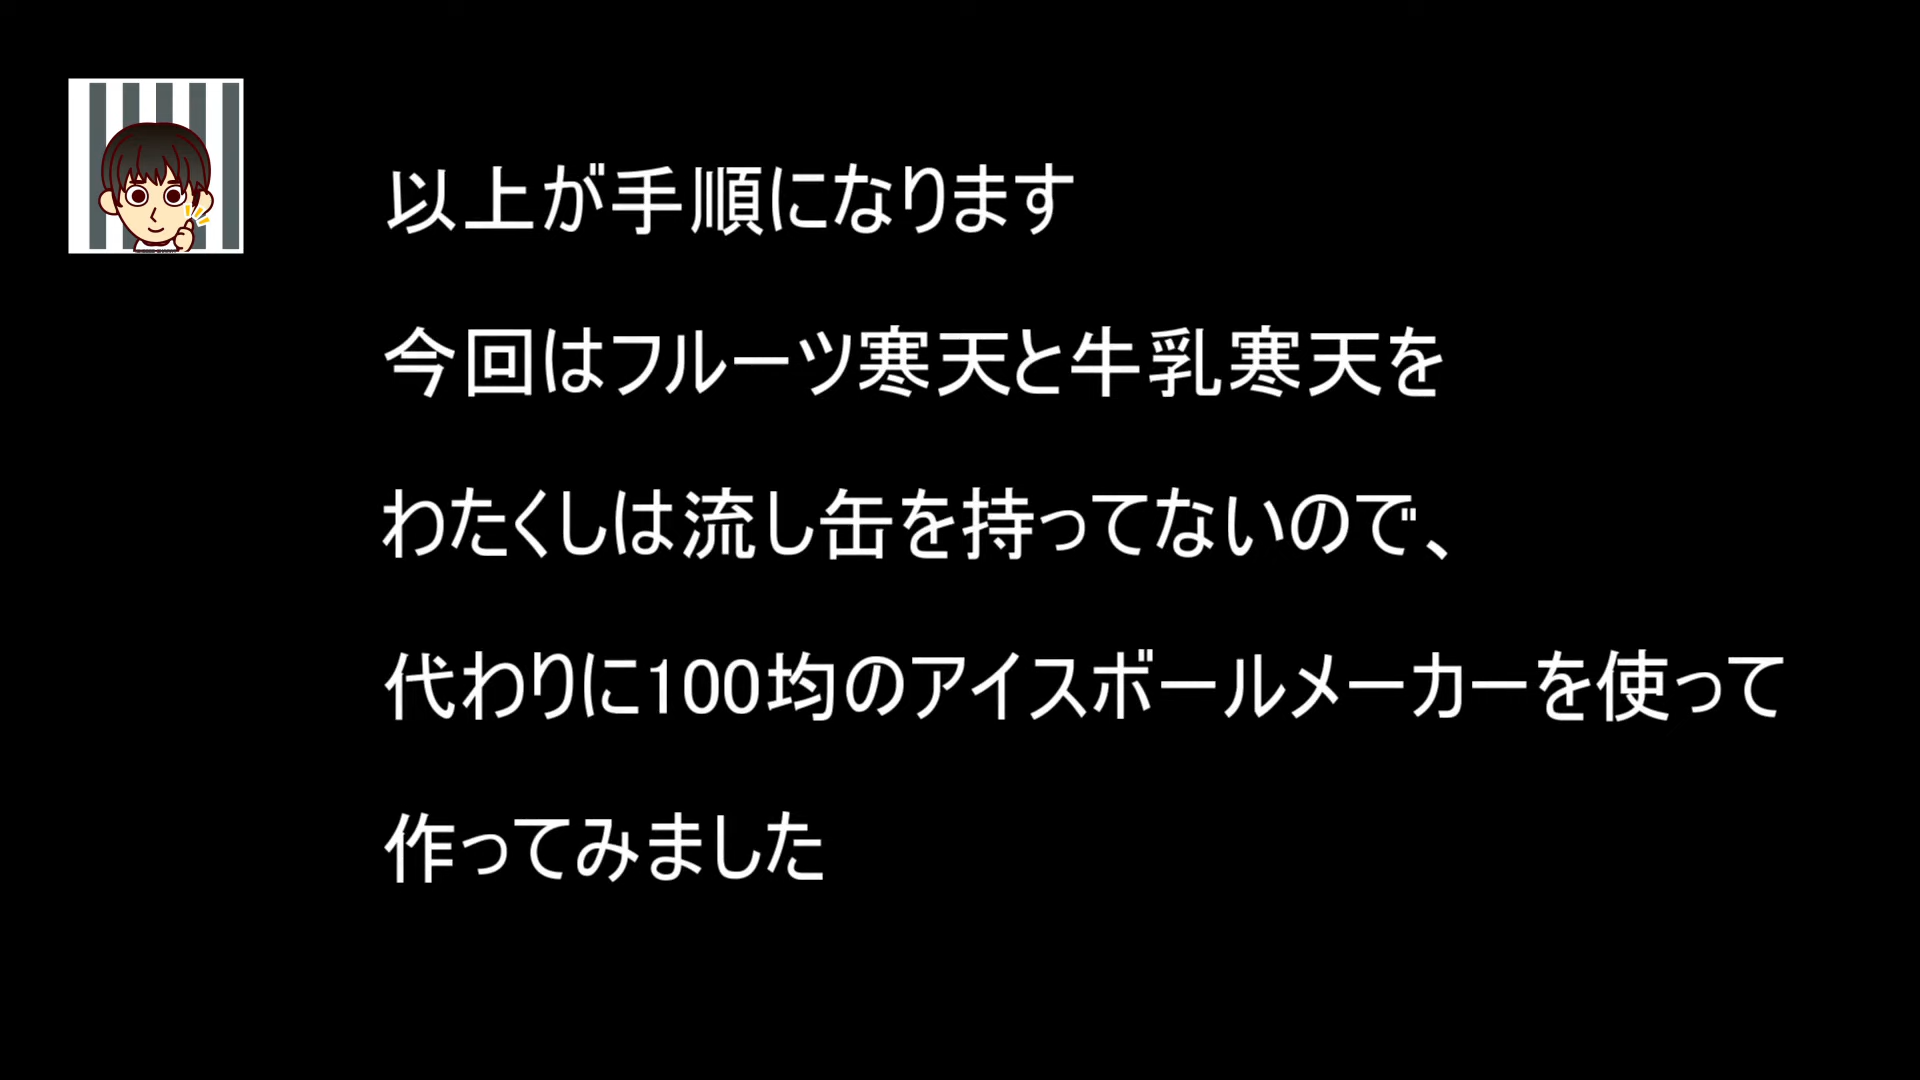 以上が手順になります
今回はフルーツ寒天と牛乳寒天を
わたくしは流し缶を持ってないので、
代わりに100均のアイスボールメーカーを使って
作ってみました